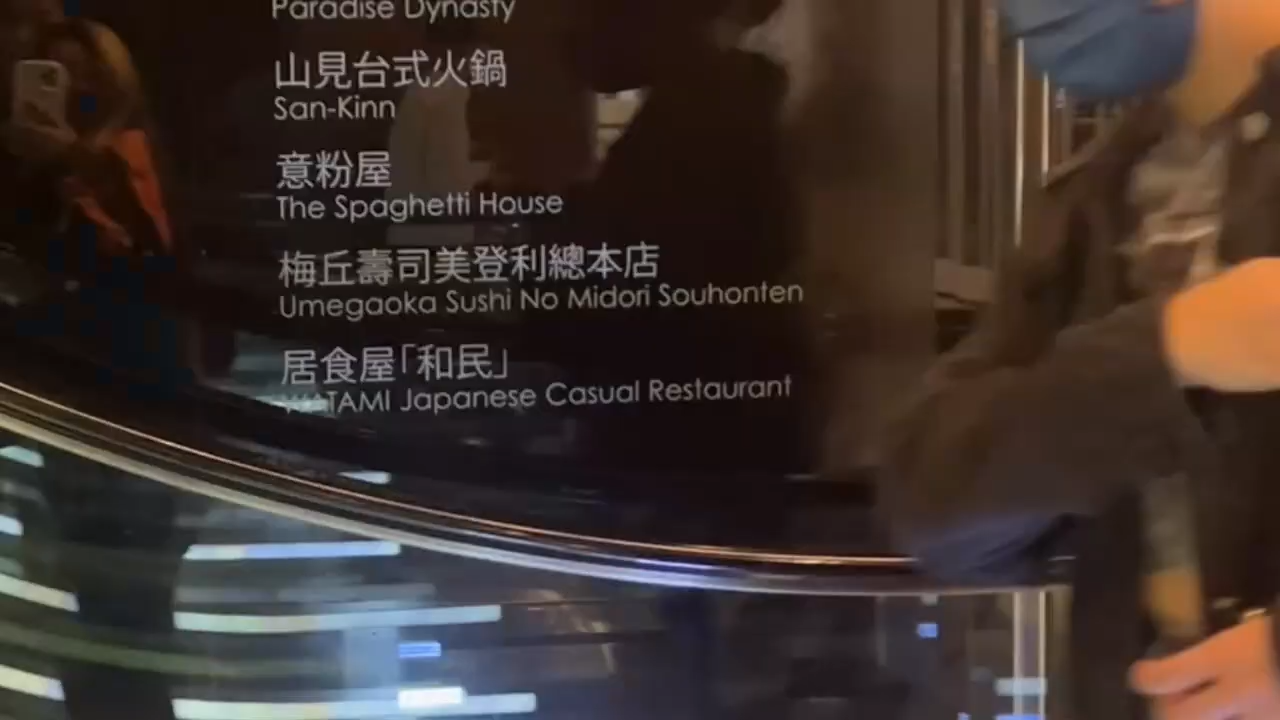 Paradise Dynasty
山見台式火鍋
San-Kinn
意粉屋
The Spaghetti House
梅丘壽司美登利總本店
Umegaoka Sushi No Midori Souhonten
居食屋「和民」
WATAMI Japanese Casual Restaurant